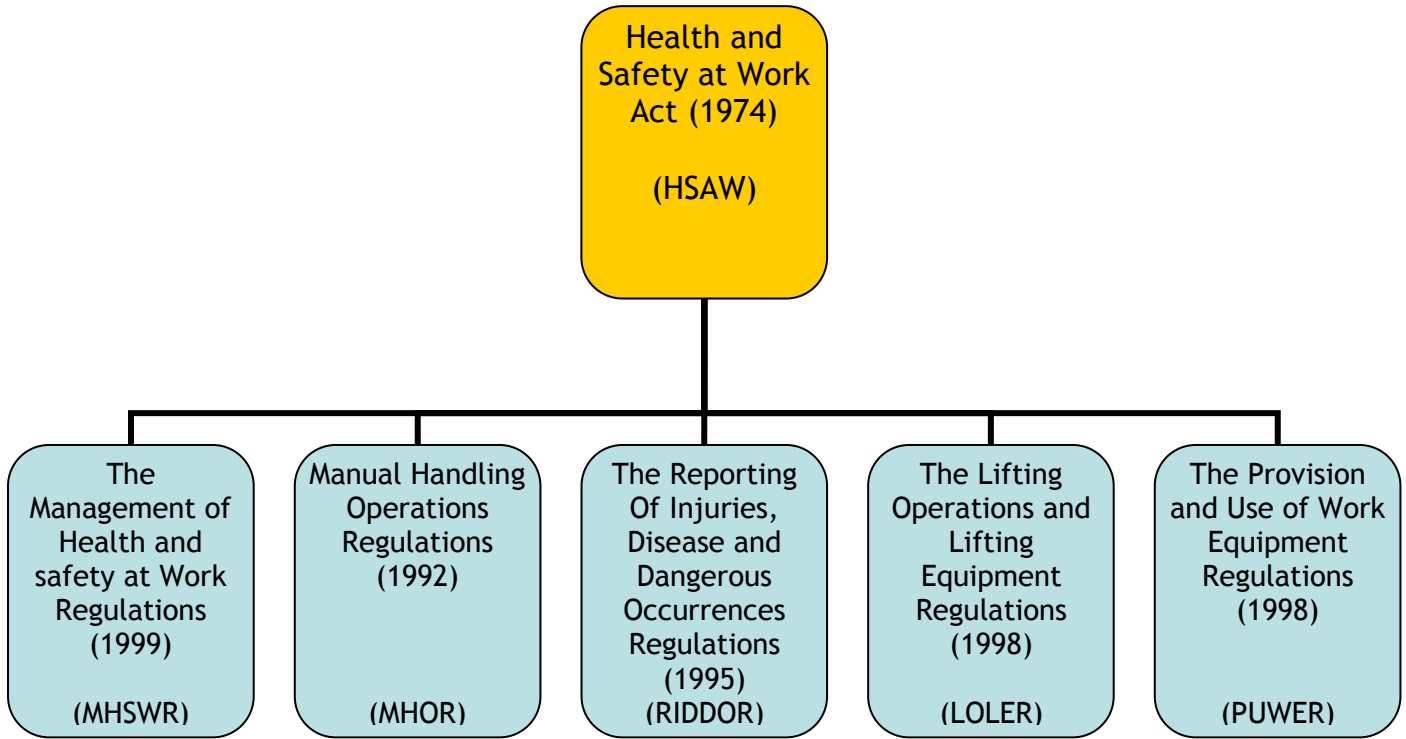 Health and
Safety at Work
Act (1974)
(HSAW)
The
Management of
Health and
safety at Work
Regulations
(1999)
(MHSWR)
Manual Handling
Operations
Regulations
(1992)
(MHOR)
The Reporting
Of Injuries,
Disease and
Dangerous
Occurrences
Regulations
(1995)
(RIDDOR)
The Lifting
Operations and
Lifting
Equipment
Regulations
(1998)
(LOLER)
The Provision
and Use of Work
Equipment
Regulations
(1998)
(PUWER)